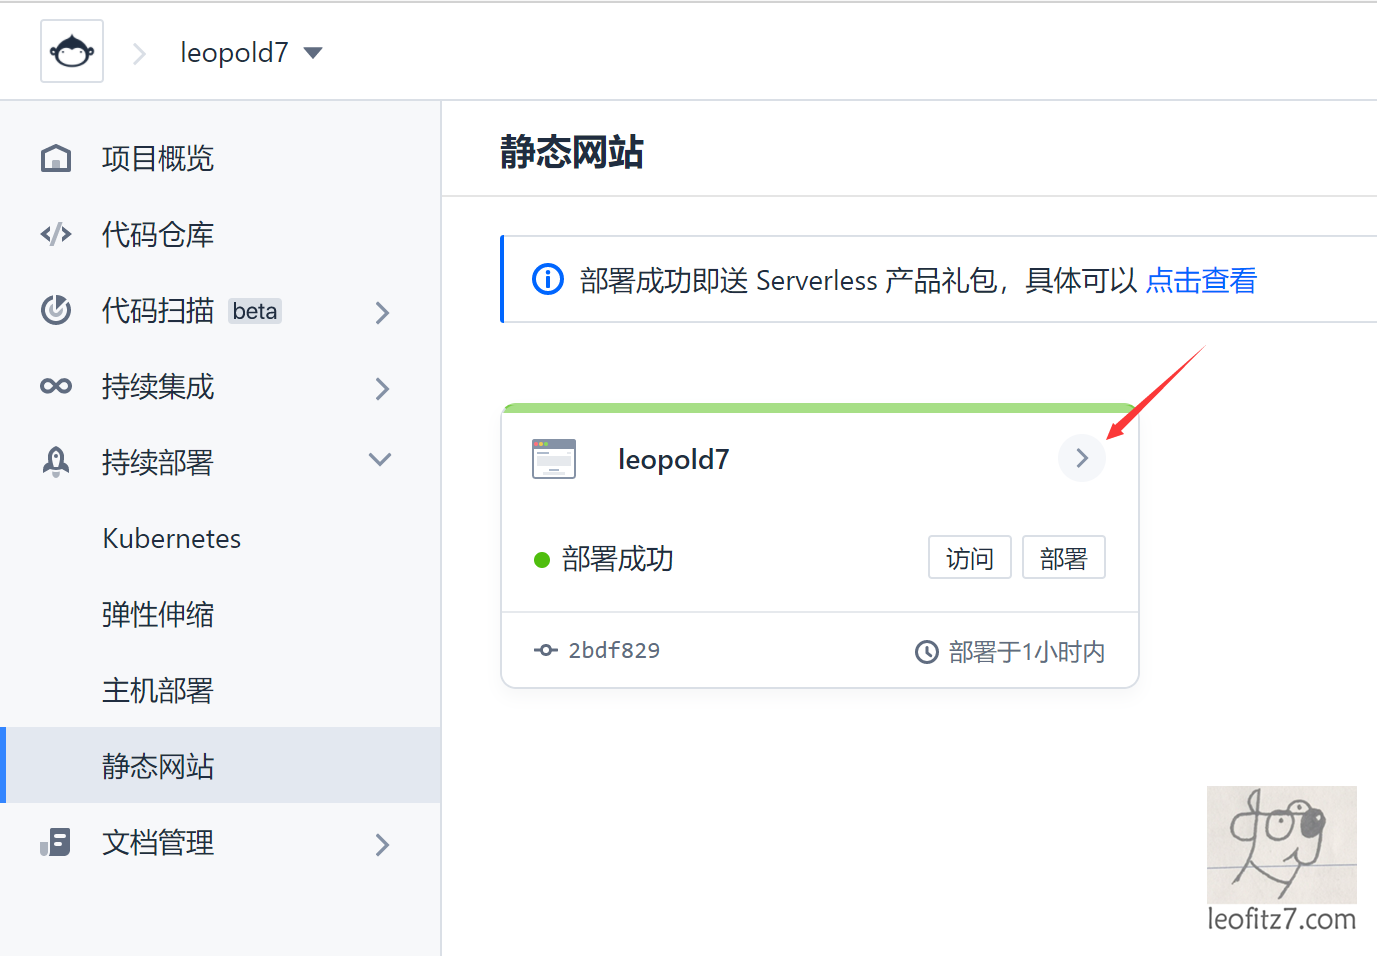 leopold7
项目概览
代码仓库
代码扫描 beta
持续集成
持续部署
Kubernetes
弹性伸缩
主机部署
静态网站
文档管理
静态网站
部署成功即送 Serverless 产品礼包，具体可以 点击查看
leopold7
部署成功
访问
部署
2bdf829
部署于1小时内
leofitz7.com